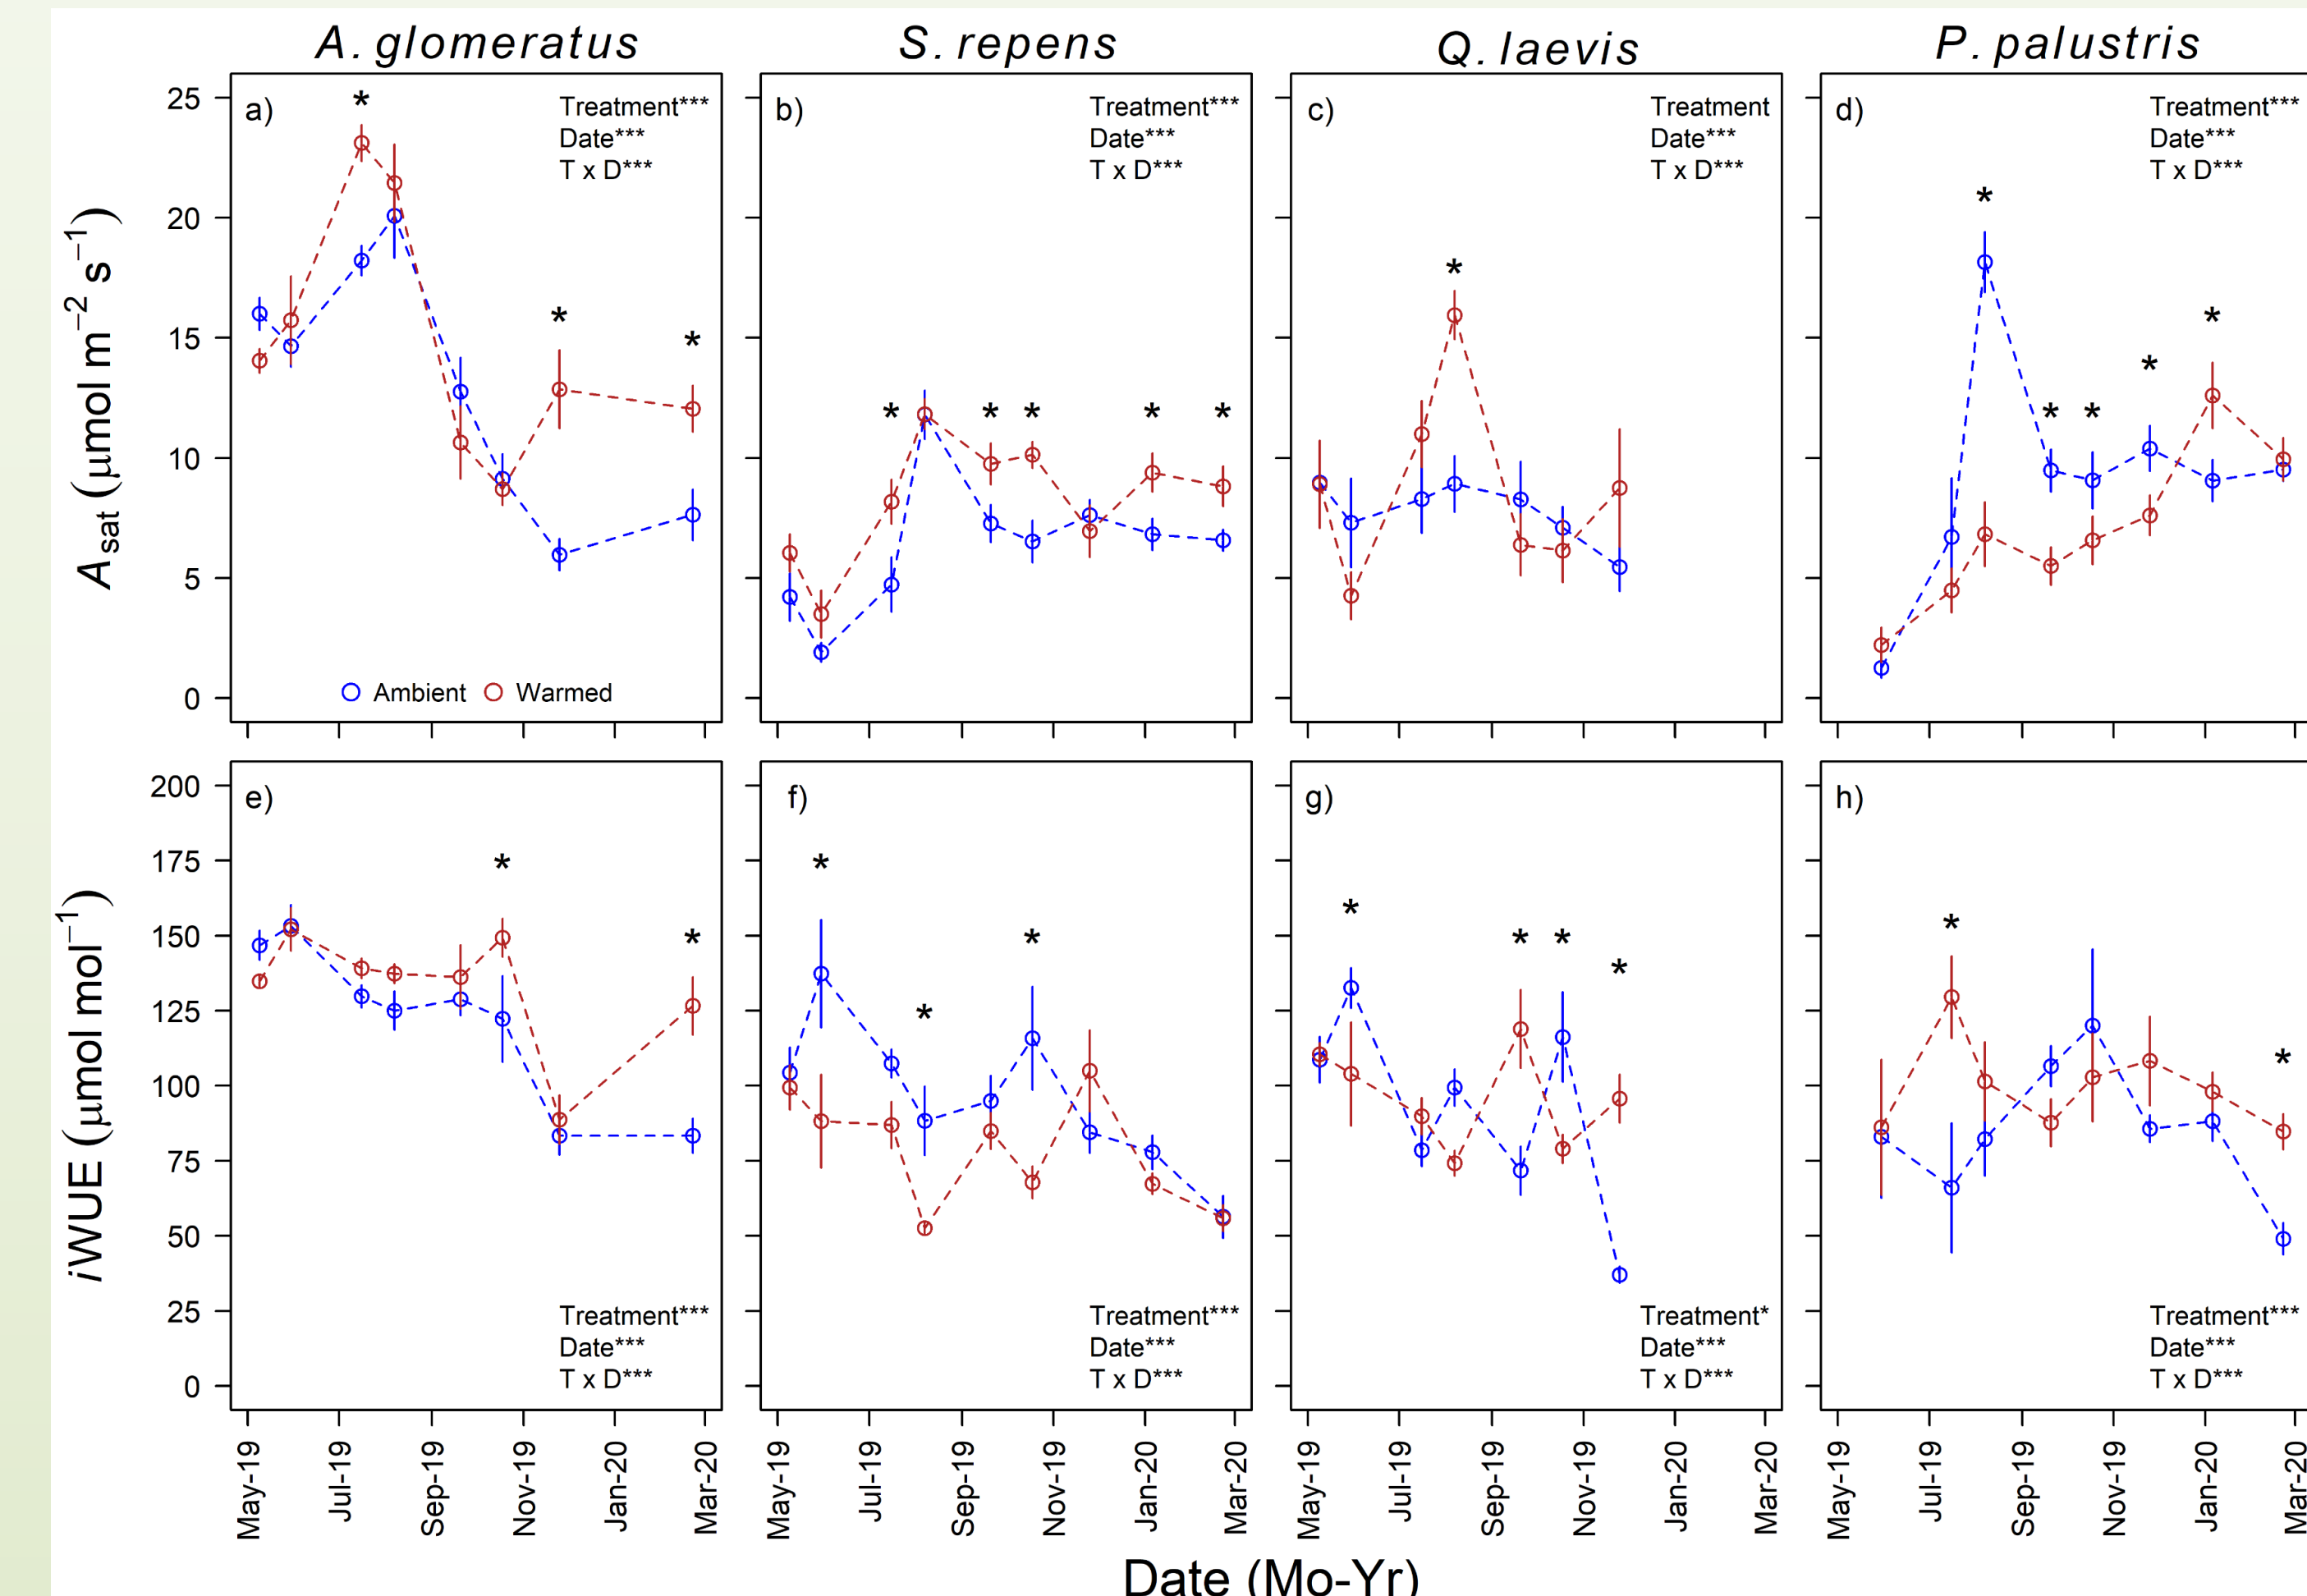 A. glomeratus
S. repens
Q. laevis
P. palustris
A sat (μmol m−2 s−1)
25
20
15
10
5
0
a)
*
*
*
Treatment***
Date***
T x D***
Ambient
Warmed
b)
* * * * *
Treatment***
Date***
T x D***
c)
*
Treatment
Date***
T x D***
d)
*
* *
*
*
Treatment***
Date***
T x D***
iWUE (μmol mol−1)
200
175
150
125
100
75
50
25
0
e)
*
*
Treatment***
Date***
T x D***
f)
*
*
*
Treatment***
Date***
T x D***
g)
*
* *
*
Treatment*
Date***
T x D***
h)
*
*
Treatment***
Date***
T x D***
May-19
Jul-19
Sep-19
Nov-19
Jan-20
Mar-20
May-19
Jul-19
Sep-19
Nov-19
Jan-20
Mar-20
May-19
Jul-19
Sep-19
Nov-19
Jan-20
Mar-20
May-19
Jul-19
Sep-19
Nov-19
Jan-20
Mar-20
Date (Mo-Yr)